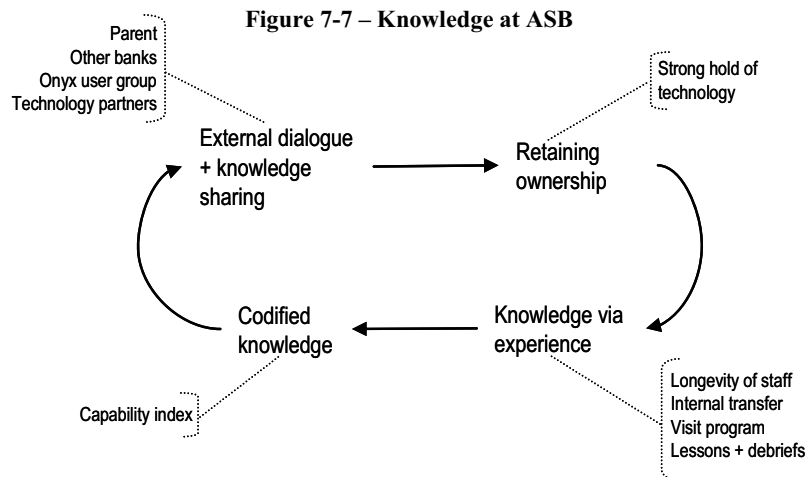 Figure 7-7 – Knowledge at ASB
Parent
Other banks
Onyx user group
Technology partners
Strong hold of
technology
External dialogue
+ knowledge
sharing
Retaining
ownership
Codified
knowledge
Knowledge via
experience
Capability index
Longevity of staff
Internal transfer
Visit program
Lessons + debriefs